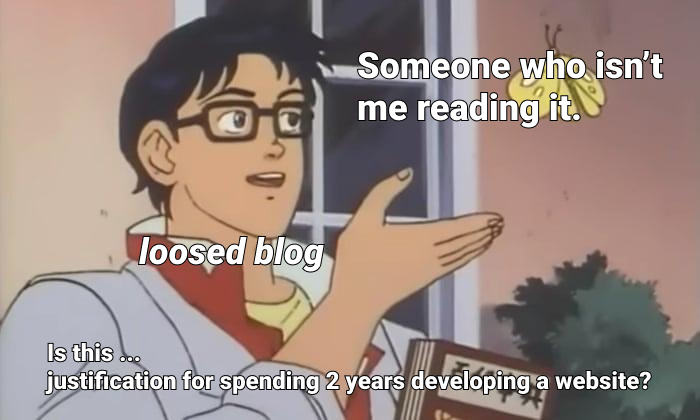 Someone who isn't
me reading it.
loosed blog
Is this ...
justification for spending 2 years developing a website?